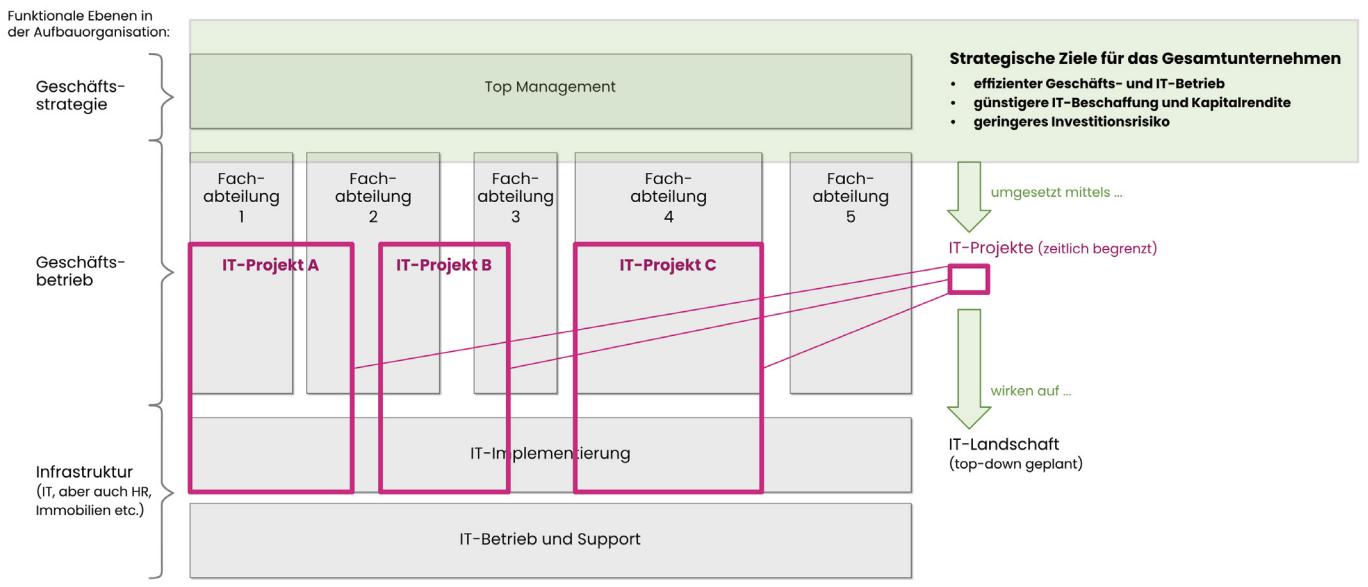 Funktionale Ebenen in
der Aufbauorganisation:
Geschäfts-
strategie
Top Management
Strategische Ziele für das Gesamtunternehmen
• effizienter Geschäfts- und IT-Betrieb
• günstigere IT-Beschaffung und Kapitalrendite
• geringeres Investitionsrisiko
Fach-
abteilung
1
Fach-
abteilung
2
Fach-
abteilung
3
Fach-
abteilung
4
Fach-
abteilung
5
umgesetzt mittels ...
Geschäfts-
betrieb
IT-Projekt A
IT-Projekt B
IT-Projekt C
IT-Projekte (zeitlich begrenzt)
wirken auf ...
IT-Landschaft
(top-down geplant)
Infrastruktur
(IT, aber auch HR,
Immobilien etc.)
IT-Implementierung
IT-Betrieb und Support